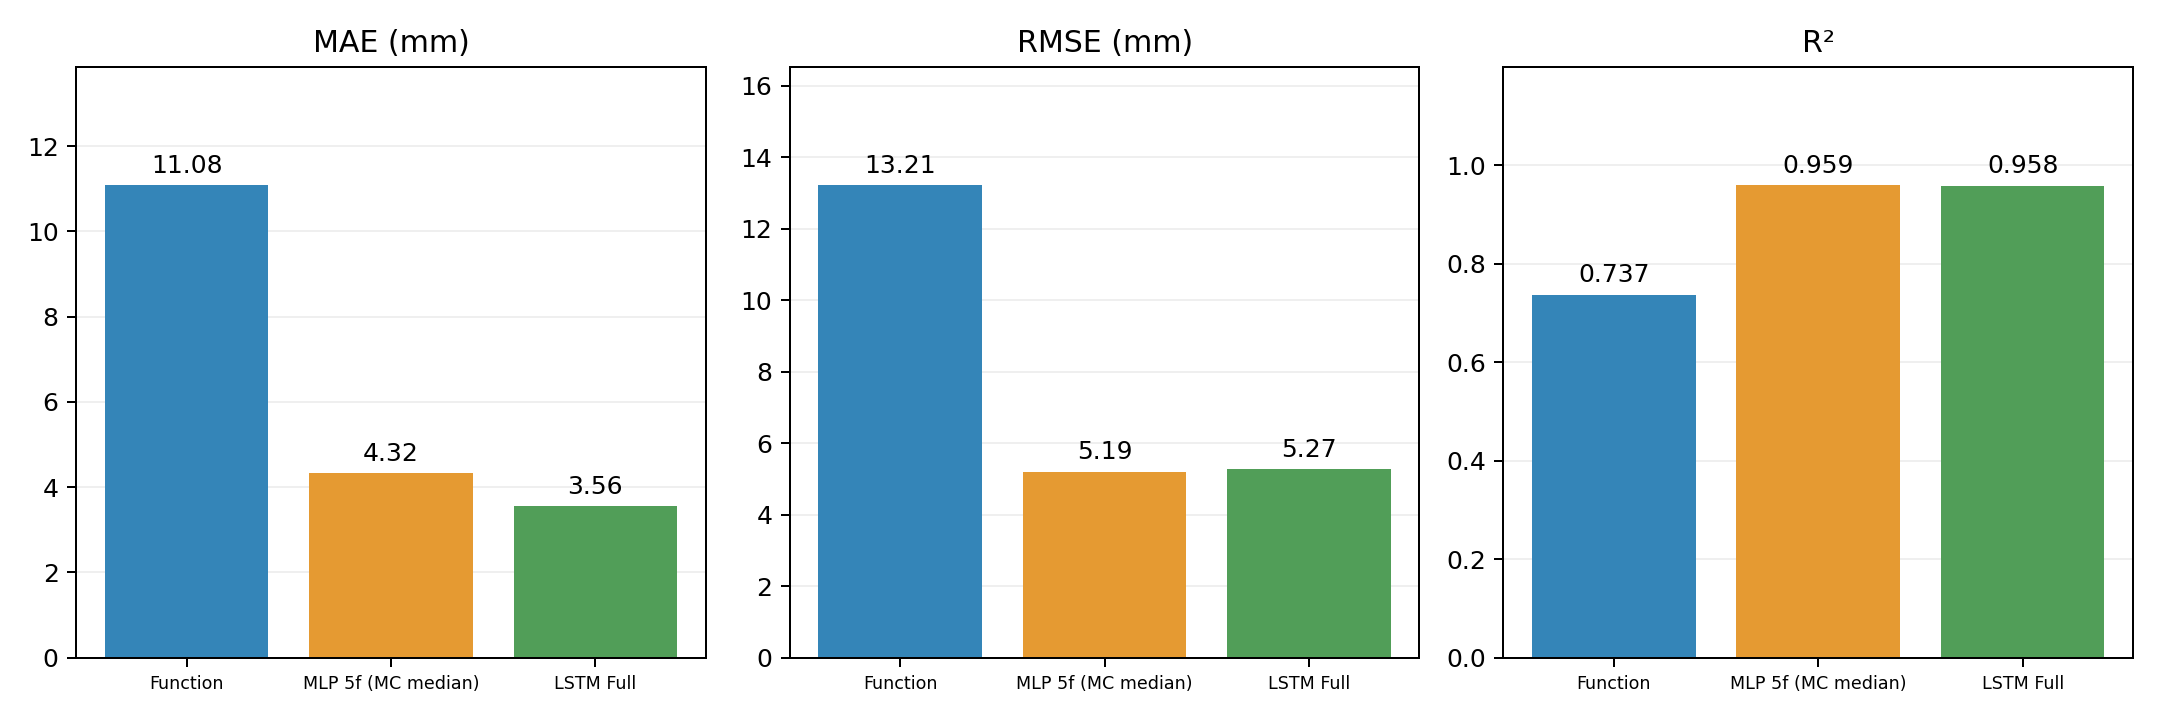 MAE (mm)
12
10
8
6
4
2
0
11.08
4.32
3.56
Function
MLP 5f (MC median)
LSTM Full
RMSE (mm)
16
14
12
10
8
6
4
2
0
13.21
5.19
5.27
Function
MLP 5f (MC median)
LSTM Full
R²
1.0
0.8
0.6
0.4
0.2
0.0
0.737
0.959
0.958
Function
MLP 5f (MC median)
LSTM Full